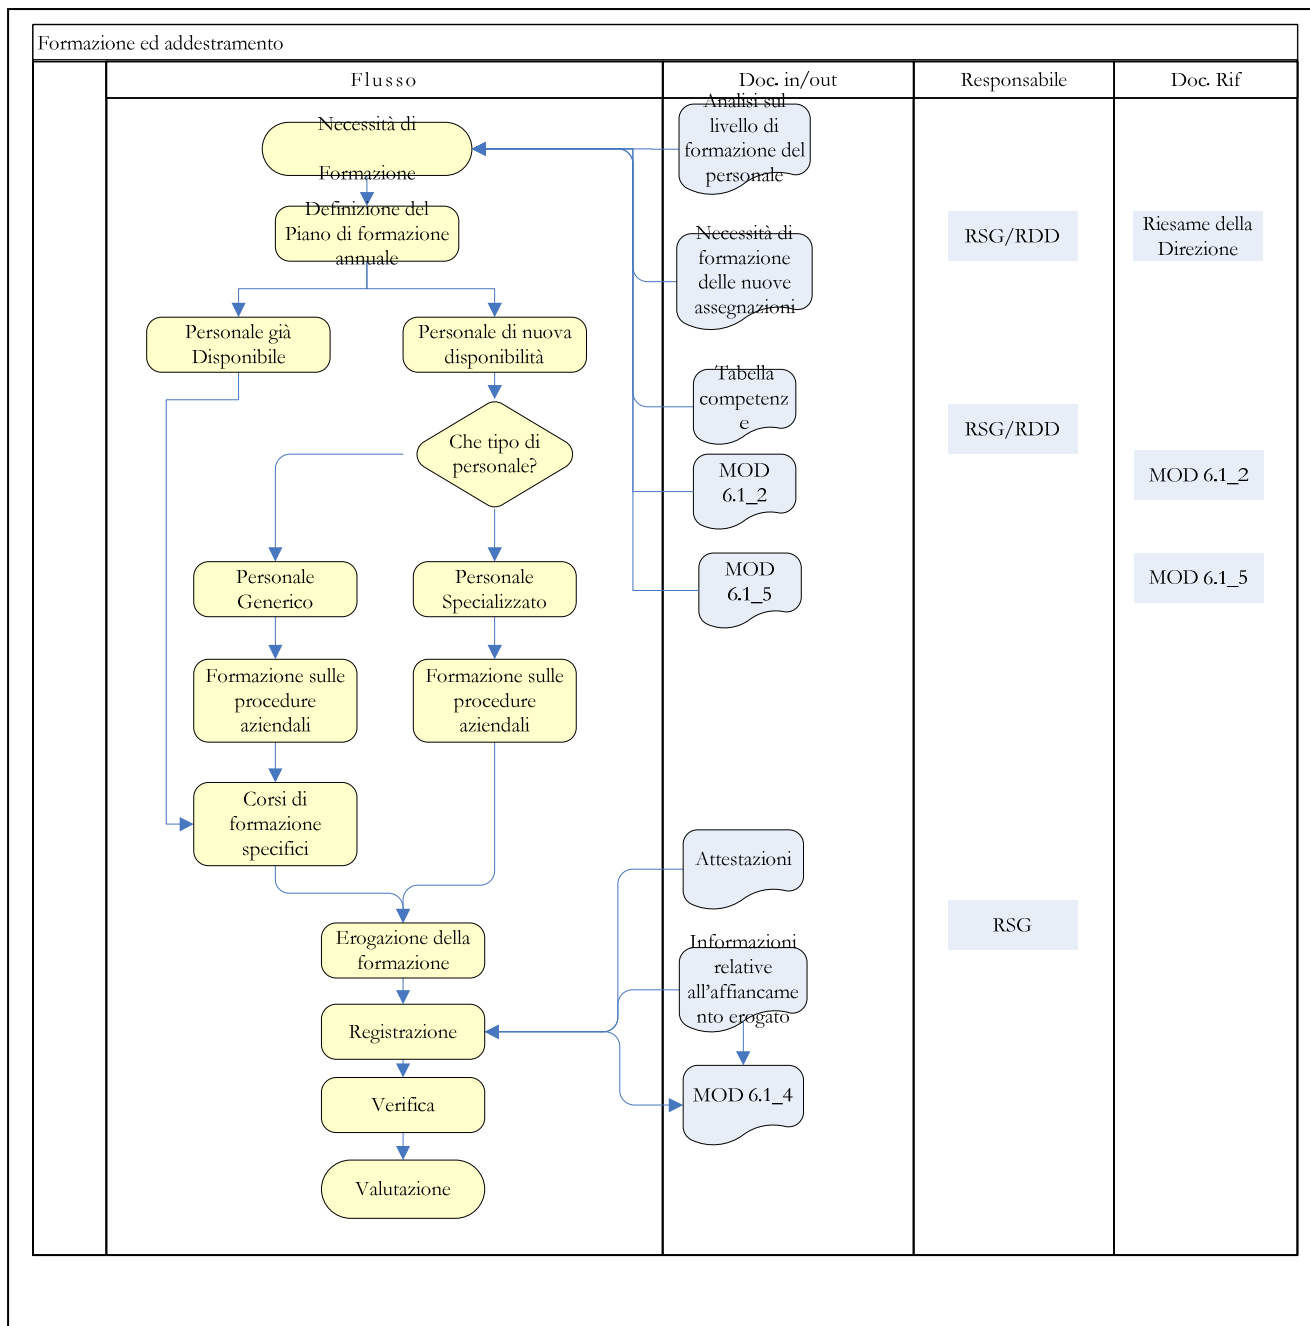 Formazione ed addestramento
Flusso
Doc. in/out
Responsabile
Doc. Rif
Necessità di
Formazione
Analisi sul
livello di
formazione del
personale
Definizione del
Piano di formazione
annuale
Necessità di
formazione
delle nuove
assegnazioni
RSG/RDD
Riesame della
Direzione
Personale già
Disponibile
Personale di nuova
disponibilità
Tabella
competenz
e
RSG/RDD
Che tipo di
personale?
MOD
6.1_2
MOD 6.1_2
Personale
Generico
Personale
Specializzato
MOD
6.1_5
MOD 6.1_5
Formazione sulle
procedure
aziendali
Formazione sulle
procedure
aziendali
Corsi di
formazione
specifici
Attestazioni
Erogazione della
formazione
Informazioni
relative
all'affiancame
nto erogato
RSG
Registrazione
MOD 6.1_4
Verifica
Valutazione